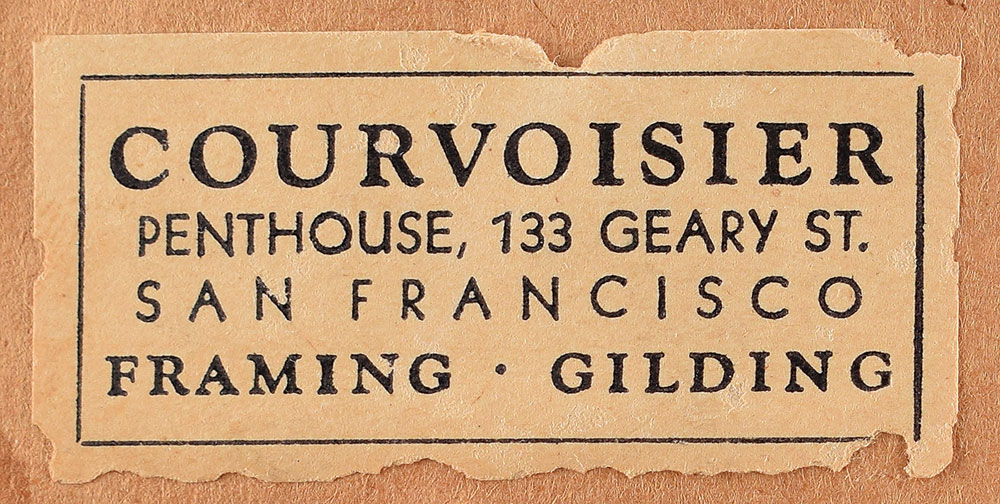 COURVOISIER
PENTHOUSE, 133 GEARY ST.
SAN FRANCISCO
FRAMING · GILDING